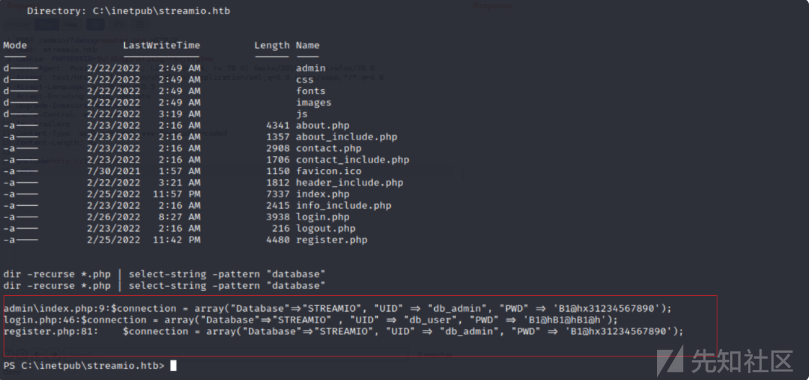 Directory: C:\inetpub\streamio.htb
Mode LastWriteTime Length Name
d----- 2/22/2022 2:49 AM admin
d----- 2/22/2022 2:49 AM css
d----- 2/22/2022 2:49 AM fonts
d----- 2/22/2022 2:49 AM images
d----- 2/22/2022 3:19 AM js
-a---- 2/23/2022 2:16 AM 4341 about.php
-a---- 2/23/2022 2:16 AM 1357 about_include.php
-a---- 2/23/2022 2:16 AM 2908 contact.php
-a---- 2/23/2022 2:16 AM 1706 contact_include.php
-a---- 7/30/2021 1:57 AM 1150 favicon.ico
-a---- 2/22/2022 3:21 AM 1812 header_include.php
-a---- 2/25/2022 11:57 PM 7337 index.php
-a---- 2/23/2022 2:16 AM 2415 info_include.php
-a---- 2/26/2022 8:27 AM 3938 login.php
-a---- 2/23/2022 2:16 AM 216 logout.php
-a---- 2/25/2022 11:42 PM 4480 register.php
dir -recurse *.php | select-string -pattern "database"
dir -recurse *.php | select-string -pattern "database"
admin\index.php:9:$connection = array("Database"=>"STREAMIO", "UID" => "db_admin", "PWD" => 'B1@hx31234567890');
login.php:46:$connection = array("Database"=>"STREAMIO" , "UID" => "db_user", "PWD" => 'B1@hB1@hB1@h');
register.php:81: $connection = array("Database"=>"STREAMIO", "UID" => "db_admin", "PWD" => 'B1@hx31234567890');
PS C:\inetpub\streamio.htb>
先知社区